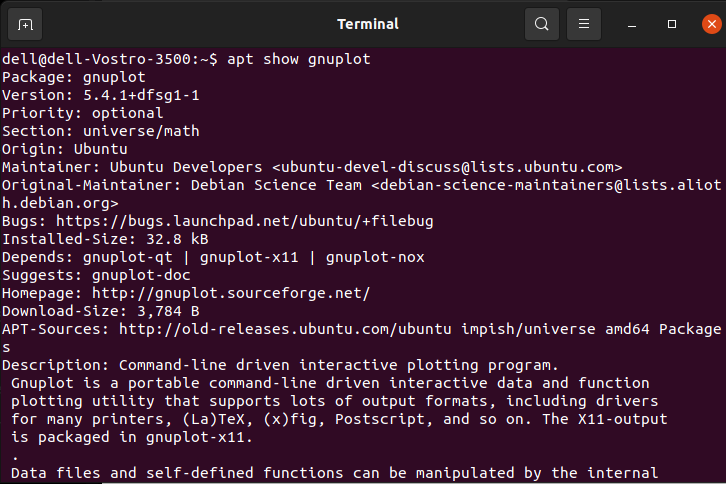 Terminal
dell@dell-Vostro-3500:~$ apt show gnuplot
Package: gnuplot
Version: 5.4.1+dfsg1-1
Priority: optional
Section: universe/math
Origin: Ubuntu
Maintainer: Ubuntu Developers <ubuntu-devel-discuss@lists.ubuntu.com>
Original-Maintainer: Debian Science Team <debian-science-maintainers@lists.alioth.debian.org>
Bugs: https://bugs.launchpad.net/ubuntu/+filebug
Installed-Size: 32.8 kB
Depends: gnuplot-qt | gnuplot-x11 | gnuplot-nox
Suggests: gnuplot-doc
Homepage: http://gnuplot.sourceforge.net/
Download-Size: 3,784 B
APT-Sources: http://old-releases.ubuntu.com/ubuntu impish/universe amd64 Packages
Description: Command-line driven interactive plotting program.
 Gnuplot is a portable command-line driven interactive data and function
 plotting utility that supports lots of output formats, including drivers
 for many printers, (La)TeX, (x)fig, Postscript, and so on. The X11-output
 is packaged in gnuplot-x11.
 .
 Data files and self-defined functions can be manipulated by the internal